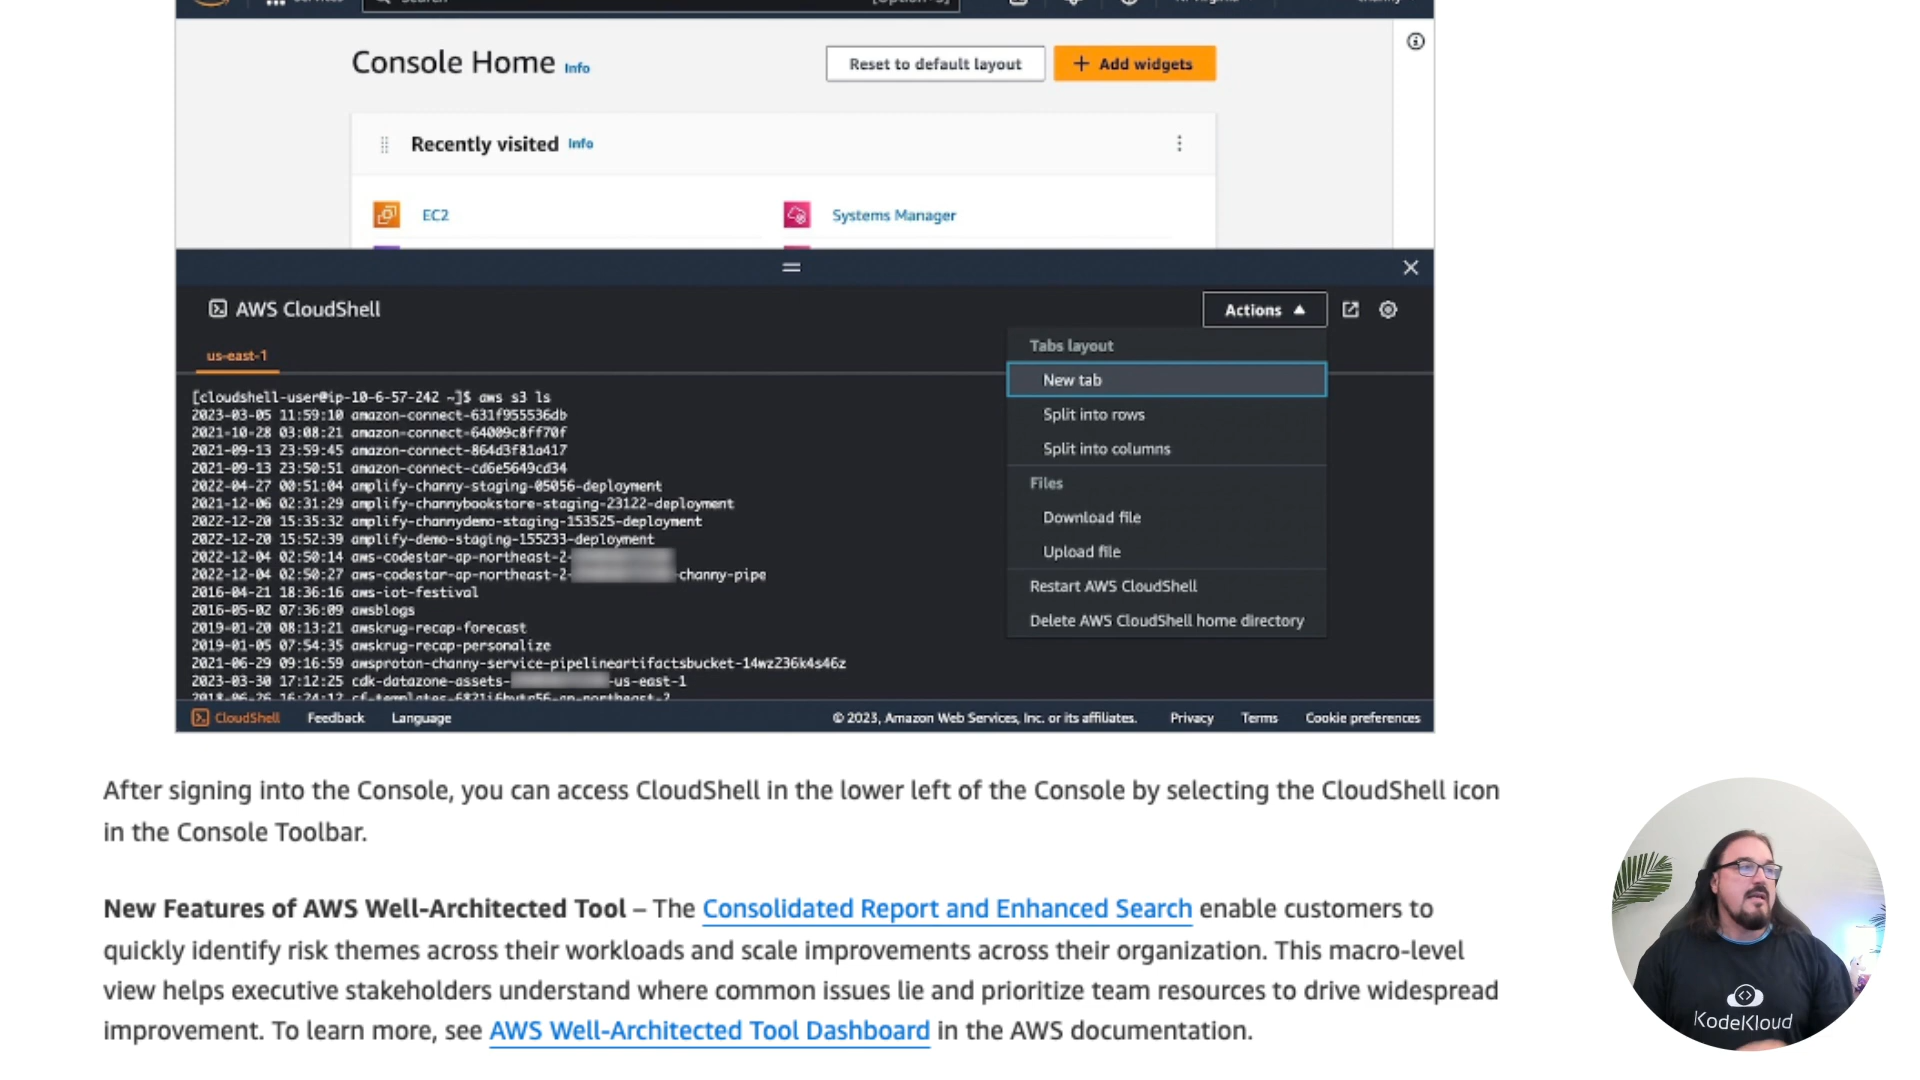 Console Home Info
Reset to default layout
+ Add widgets
Recently visited Info
EC2
Systems Manager
AWS CloudShell
Actions
us-east-1
Tabs layout
New tab
Split into rows
Split into columns
Files
Download file
Upload file
Restart AWS CloudShell
Delete AWS CloudShell home directory
[cloudshell-user@ip-10-6-57-242 ~]$ aws s3 ls
2023-03-05 11:59:10 amazon-connect-631f955536db
2021-10-28 03:08:21 amazon-connect-64009c8ff70f
2021-09-13 23:59:45 amazon-connect-864d3f81a417
2021-09-13 23:50:51 amazon-connect-cd6e5649cd34
2022-04-27 00:51:04 amplify-channy-staging-05056-deployment
2021-12-06 02:31:29 amplify-channybookstore-staging-23122-deployment
2022-12-20 15:35:32 amplify-channydemo-staging-153525-deployment
2022-12-20 15:52:39 amplify-demo-staging-155233-deployment
2022-12-04 02:50:14 aws-codestar-ap-northeast-2-
2022-12-04 02:50:27 aws-codestar-ap-northeast-2- -channy-pipe
2016-04-21 18:36:16 aws-iot-festival
2016-05-02 07:36:09 awsblogs
2019-01-20 08:13:21 awskrug-recap-forecast
2019-01-05 07:54:35 awskrug-recap-personalize
2021-06-29 09:16:59 awsproton-channy-service-pipelineartifactsbucket-14wz236k4s46z
2023-03-30 17:12:25 cdk-datazone-assets- -us-east-1
CloudShell Feedback Language © 2023, Amazon Web Services, Inc. or its affiliates. Privacy Terms Cookie preferences
After signing into the Console, you can access CloudShell in the lower left of the Console by selecting the CloudShell icon
in the Console Toolbar.
New Features of AWS Well-Architected Tool – The Consolidated Report and Enhanced Search enable customers to
quickly identify risk themes across their workloads and scale improvements across their organization. This macro-level
view helps executive stakeholders understand where common issues lie and prioritize team resources to drive widespread
improvement. To learn more, see AWS Well-Architected Tool Dashboard in the AWS documentation.
KodeKloud